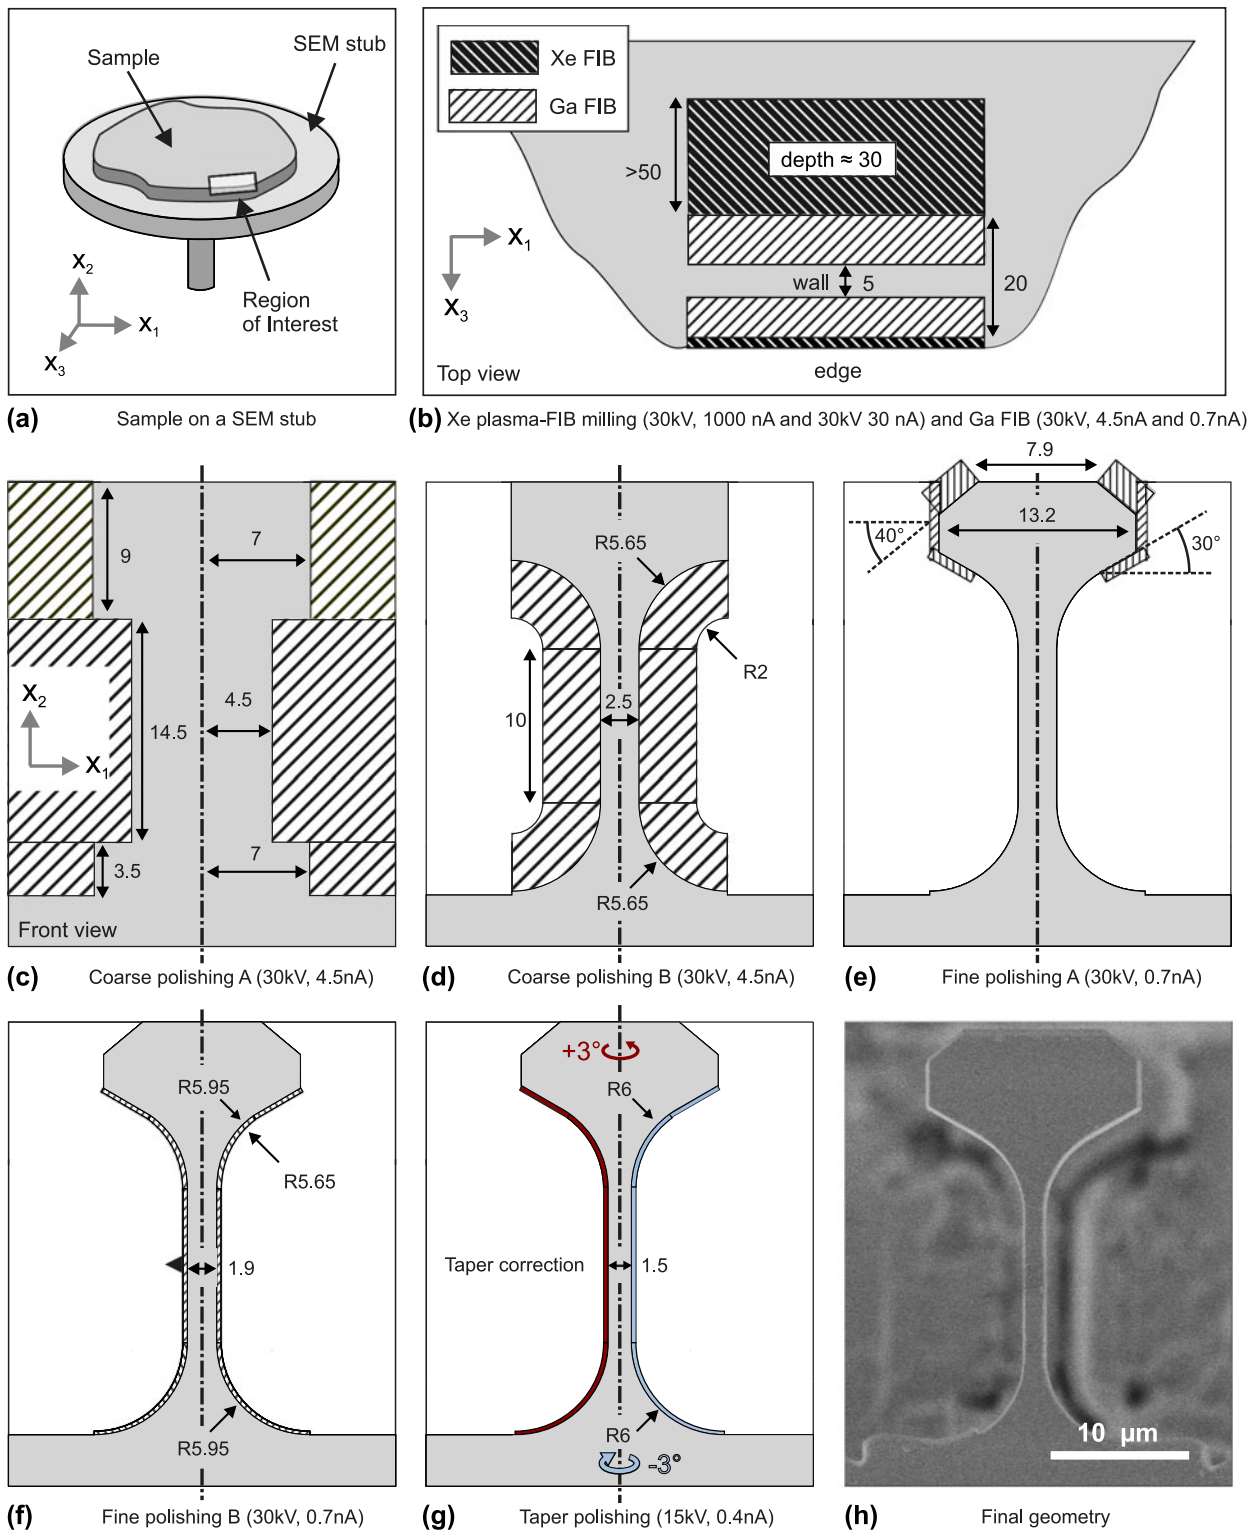 SEM stub
Sample
Region
of Interest
X2
X1
X3
(a) Sample on a SEM stub
Xe FIB
Ga FIB
depth ≈ 30
>50
X1
X3
wall 5
20
edge
Top view
(b) Xe plasma-FIB milling (30kV, 1000 nA and 30kV 30 nA) and Ga FIB (30kV, 4.5nA and 0.7nA)
9
7
X2
X1
4.5
14.5
3.5
7
Front view
(c) Coarse polishing A (30kV, 4.5nA)
R5.65
R2
10
2.5
R5.65
(d) Coarse polishing B (30kV, 4.5nA)
7.9
13.2
40°
30°
(e) Fine polishing A (30kV, 0.7nA)
R5.95
R5.65
1.9
R5.95
(f) Fine polishing B (30kV, 0.7nA)
+3°
R6
Taper correction
1.5
R6
-3°
(g) Taper polishing (15kV, 0.4nA)
10 μm
(h) Final geometry